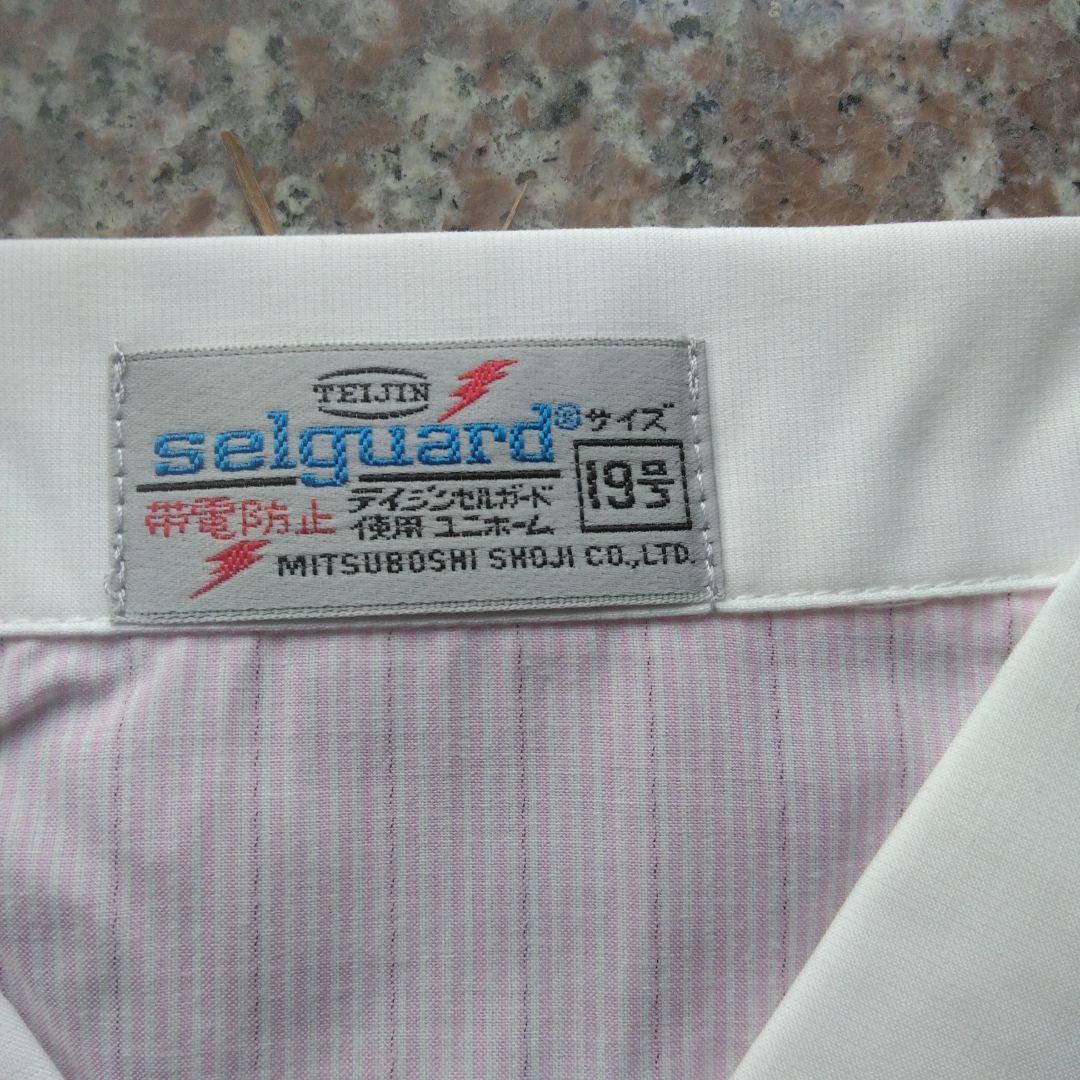 TEIJIN
selguard®
サイズ
19号
帯電防止
テイジンセルガード
使用ユニホーム
MITSUBOSHI SHOJI CO.,LTD.